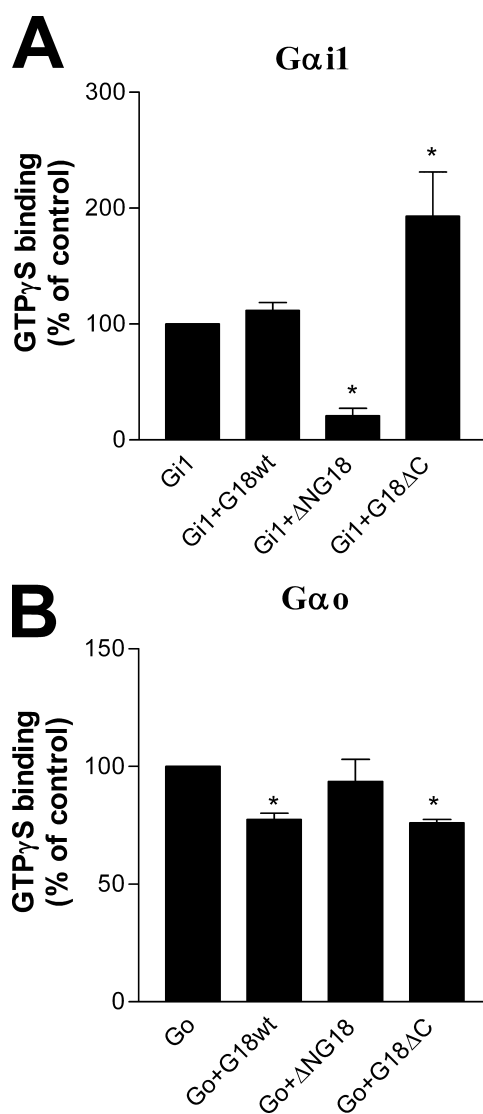 A
Gαi1
GTPγS binding
(% of control)
300
200
100
0
*
*
Gi1
Gi1+G18wt
Gi1+ΔNG18
Gi1+G18ΔC
B
Gαo
GTPγS binding
(% of control)
150
100
50
0
*
*
Go
Go+G18wt
Go+ΔNG18
Go+G18ΔC